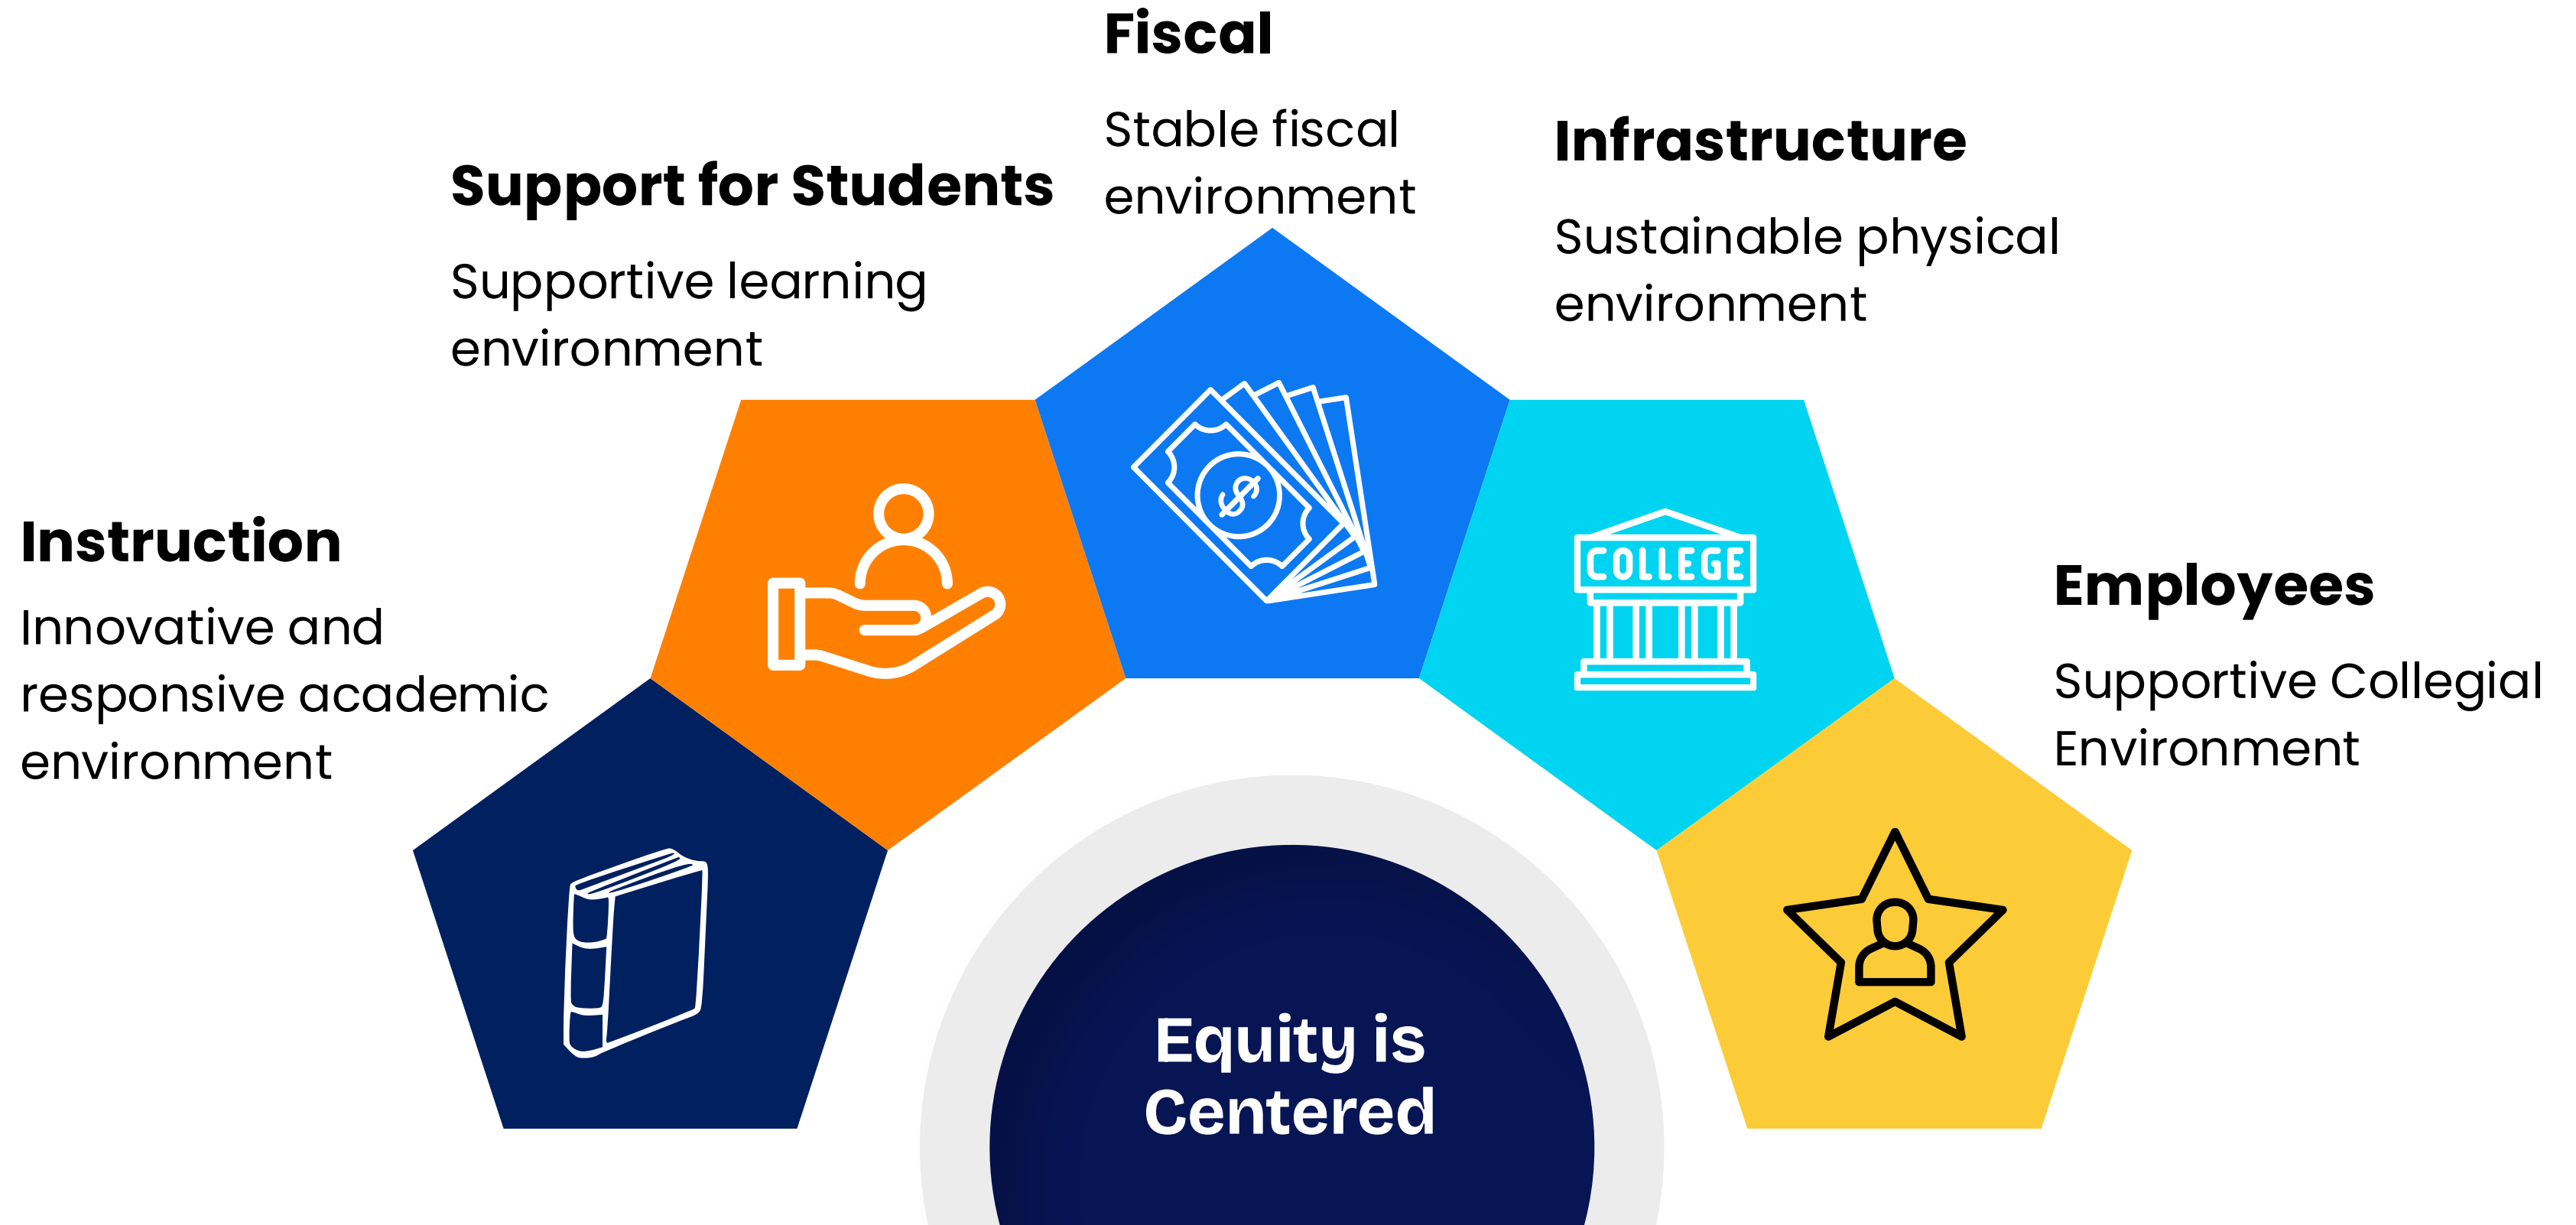 Instruction
Innovative and
responsive academic
environment
Support for Students
Supportive learning
environment
Fiscal
Stable fiscal
environment
Infrastructure
Sustainable physical
environment
COLLEGE
Employees
Supportive Collegial
Environment
$
Equity is
Centered